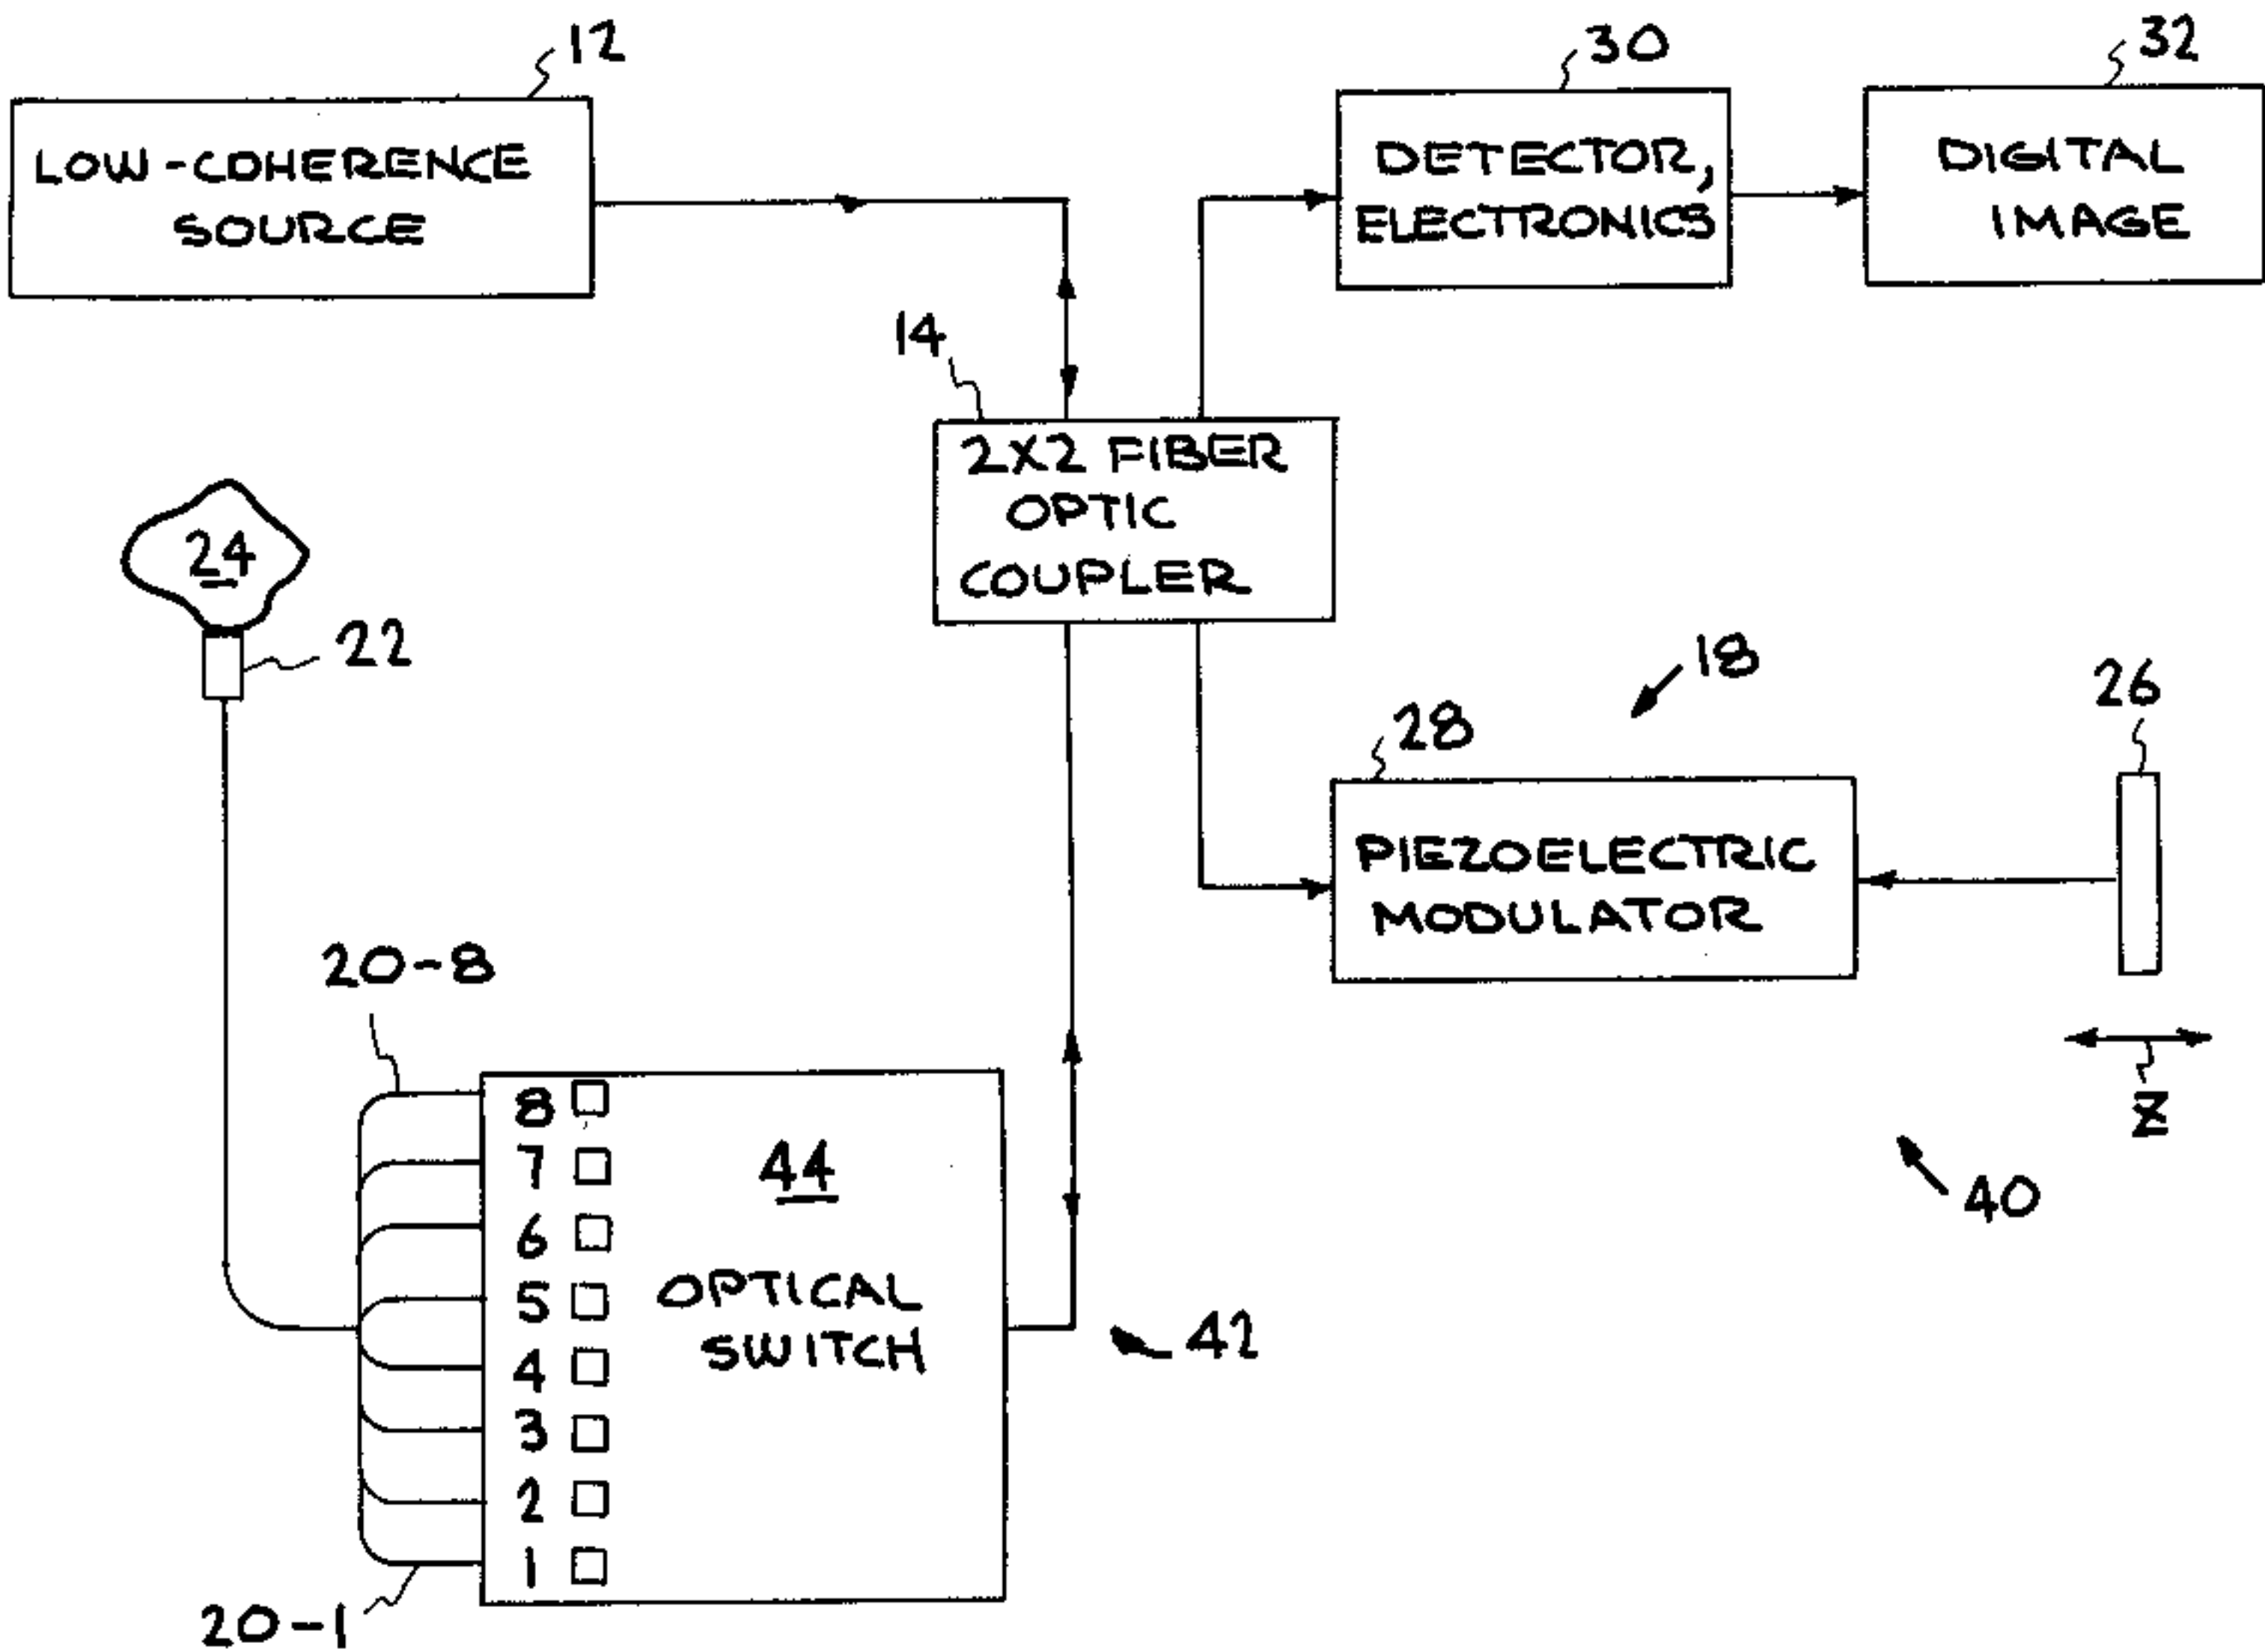 12
30
32
LOW-COHERENCE
SOURCE
DETECTOR,
ELECTRONICS
DIGITAL
IMAGE
14
2X2 FIBER
OPTIC
COUPLER
24
22
18
26
28
PIEZOELECTRIC
MODULATOR
20-8
Z
40
8
7
6
5
4
3
2
1
44
OPTICAL
SWITCH
42
20-1